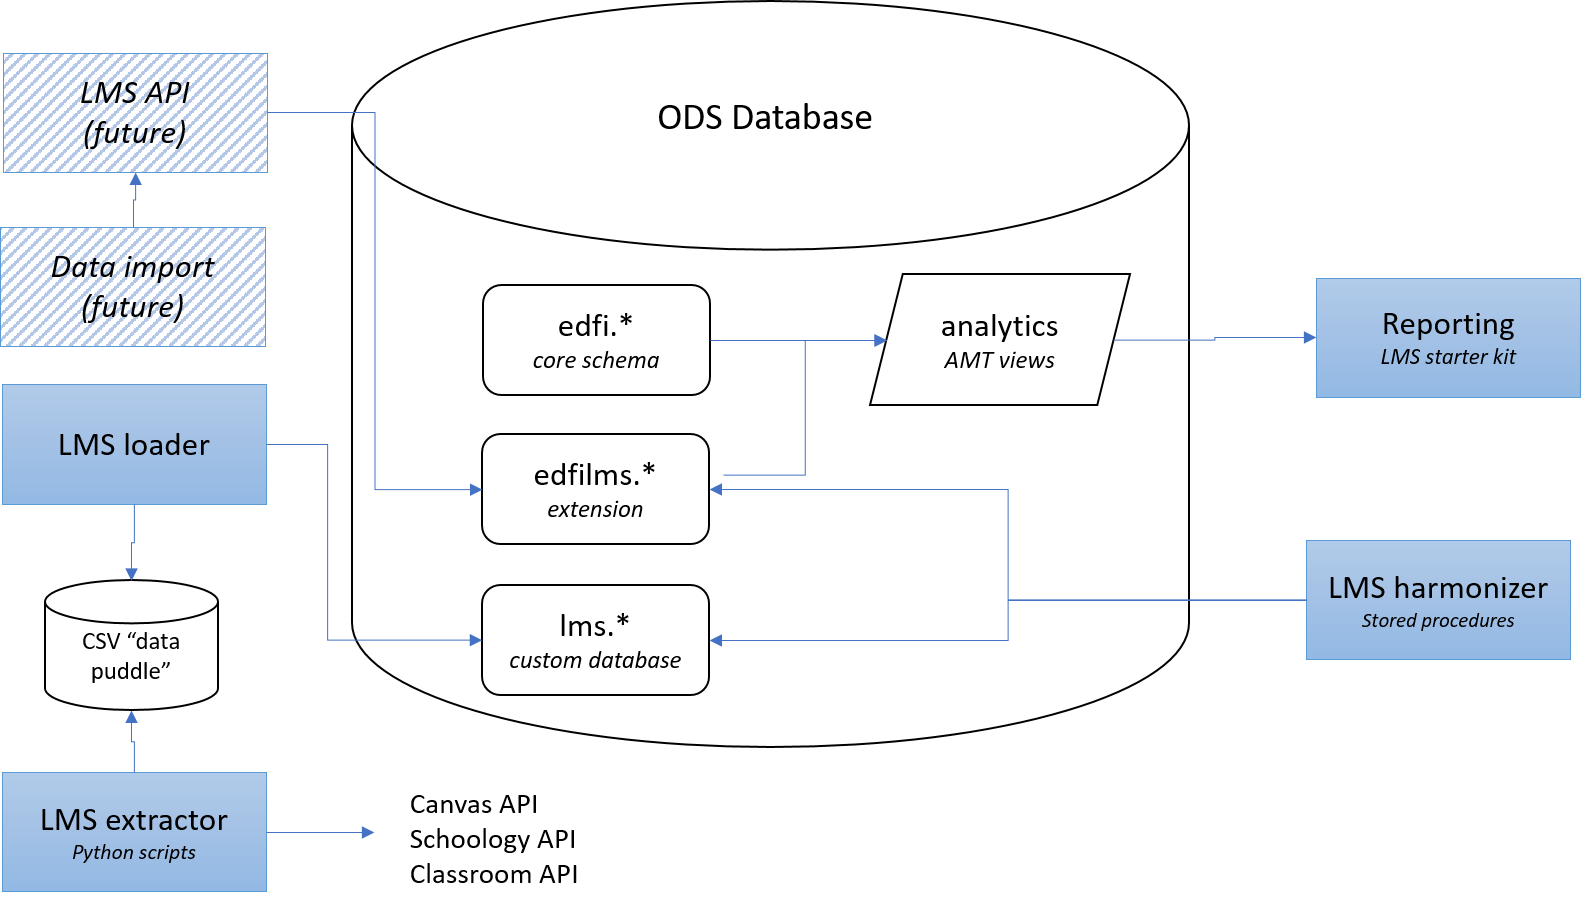 LMS API
(future)
Data import
(future)
LMS loader
CSV “data
puddle”
LMS extractor
Python scripts
Canvas API
Schoology API
Classroom API
ODS Database
edfi.*
core schema
edfilms.*
extension
lms.*
custom database
analytics
AMT views
Reporting
LMS starter kit
LMS harmonizer
Stored procedures